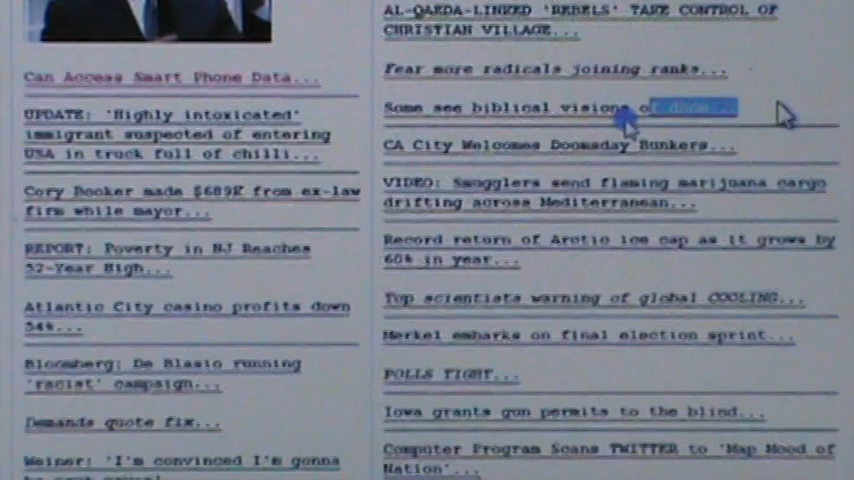 Can Access Smart Phone Data...
UPDATE: 'Highly intoxicated'
immigrant suspected of entering
USA in truck full of chilli...
Cory Booker made $689K from ex-law
firm while mayor...
REPORT: Poverty in NJ Reaches
52-Year High...
Atlantic City casino profits down
54%...
Bloomberg: De Blasio running
'racist' campaign...
Demands quote fix...
Weiner: 'I'm convinced I'm gonna
AL-QAEDA-LINKED 'REBELS' TAKE CONTROL OF
CHRISTIAN VILLAGE...
Fear more radicals joining ranks...
Some see biblical visions of doom...
CA City Welcomes Doomsday Bunkers...
VIDEO: Smugglers send flaming marijuana cargo
drifting across Mediterranean...
Record return of Arctic ice cap as it grows by
60% in year...
Top scientists warning of global COOLING...
Merkel embarks on final election sprint...
POLLS TIGHT...
Iowa grants gun permits to the blind...
Computer Program Scans TWITTER to 'Map Mood of
Nation'...